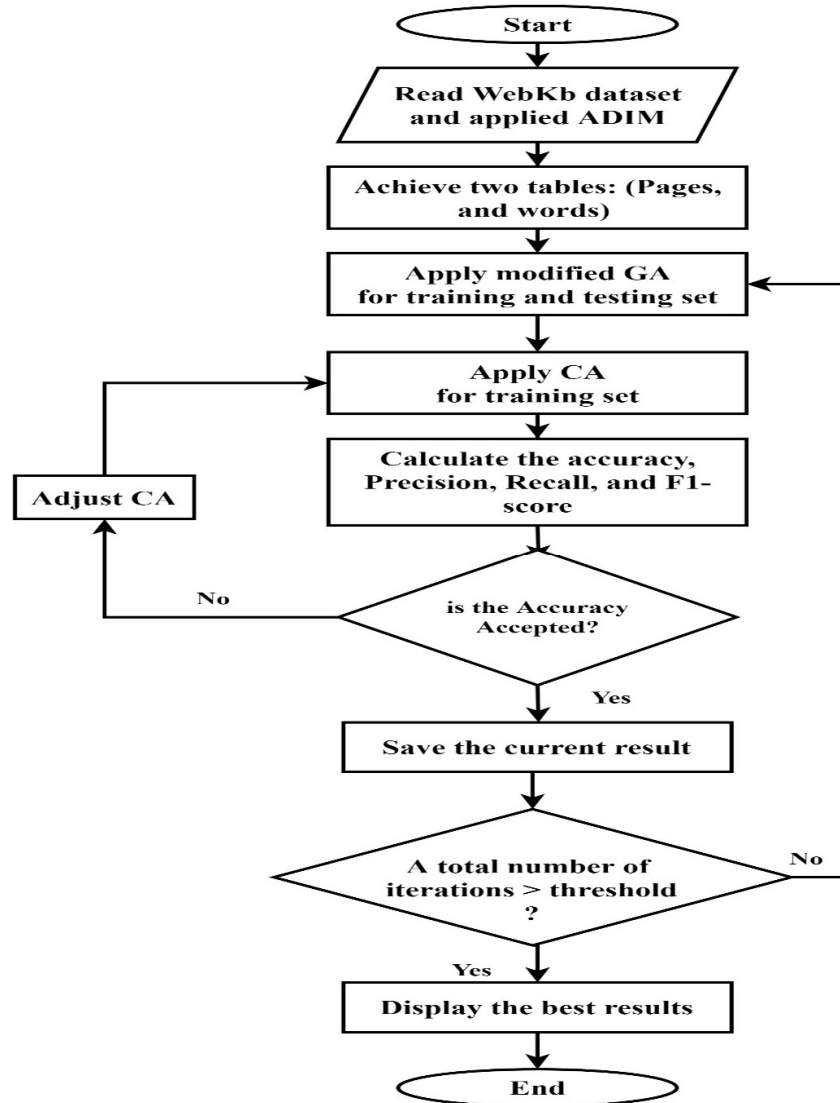 Start
Read WebKb dataset
and applied ADIM
Achieve two tables: (Pages,
and words)
Apply modified GA
for training and testing set
Apply CA
for training set
Calculate the accuracy,
Precision, Recall, and F1-
score
Adjust CA
No
is the Accuracy
Accepted?
Yes
Save the current result
A total number of
iterations > threshold
?
No
Yes
Display the best results
End